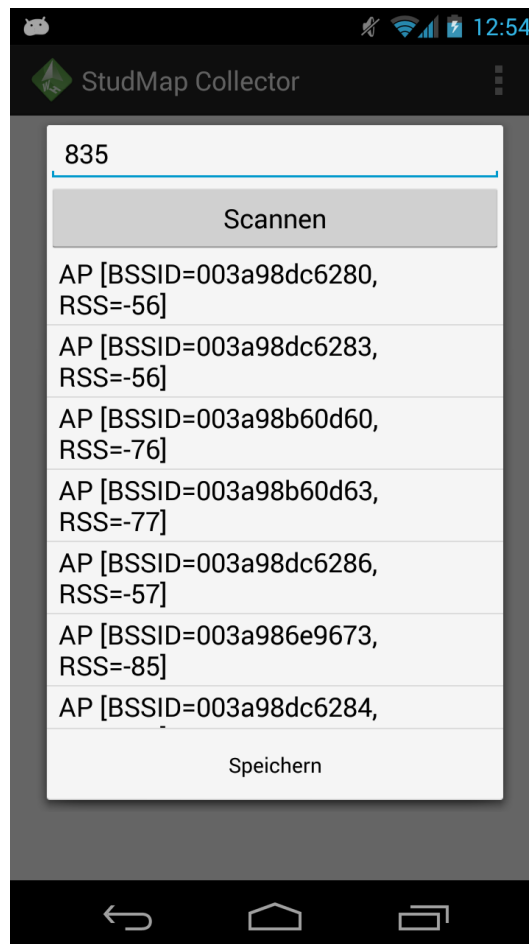 12:54
StudMap Collector
835
Scannen
AP [BSSID=003a98dc6280,
RSS=-56]
AP [BSSID=003a98dc6283,
RSS=-56]
AP [BSSID=003a98b60d60,
RSS=-76]
AP [BSSID=003a98b60d63,
RSS=-77]
AP [BSSID=003a98dc6286,
RSS=-57]
AP [BSSID=003a986e9673,
RSS=-85]
AP [BSSID=003a98dc6284,
Speichern